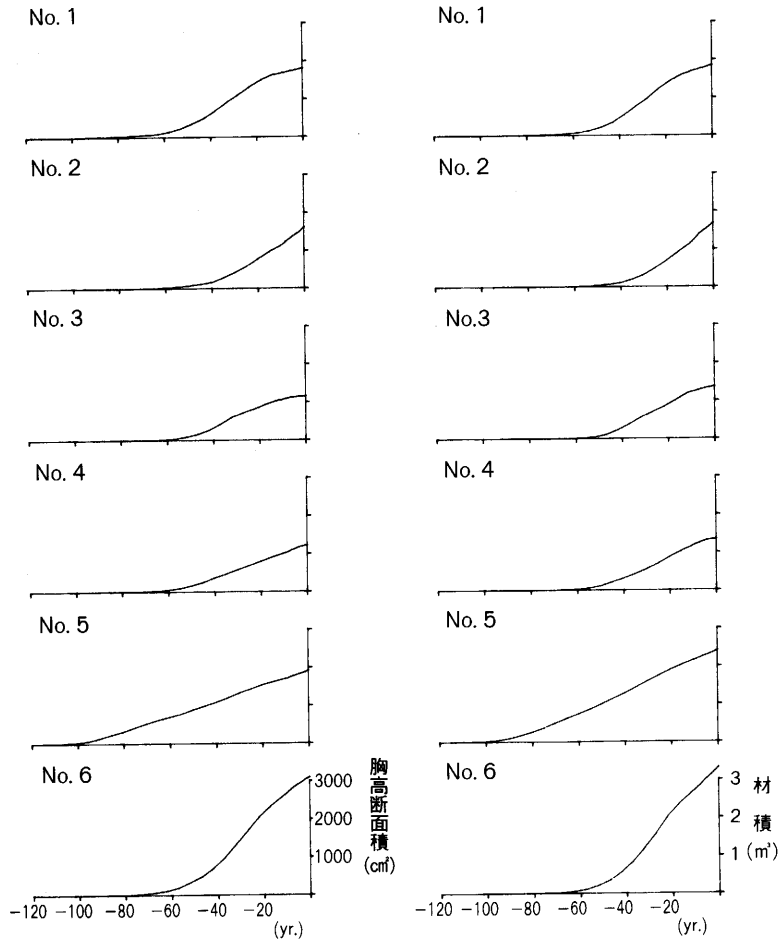 No. 1
No. 1
No. 2
No. 2
No. 3
No.3
No. 4
No. 4
No. 5
No. 5
No. 6
3000
2000
1000
胸高断面積
(c㎡)
No. 6
3
2
1
材積
(㎥)
-120 -100 -80 -60 -40 -20
(yr.)
-120 -100 -80 -60 -40 -20
(yr.)